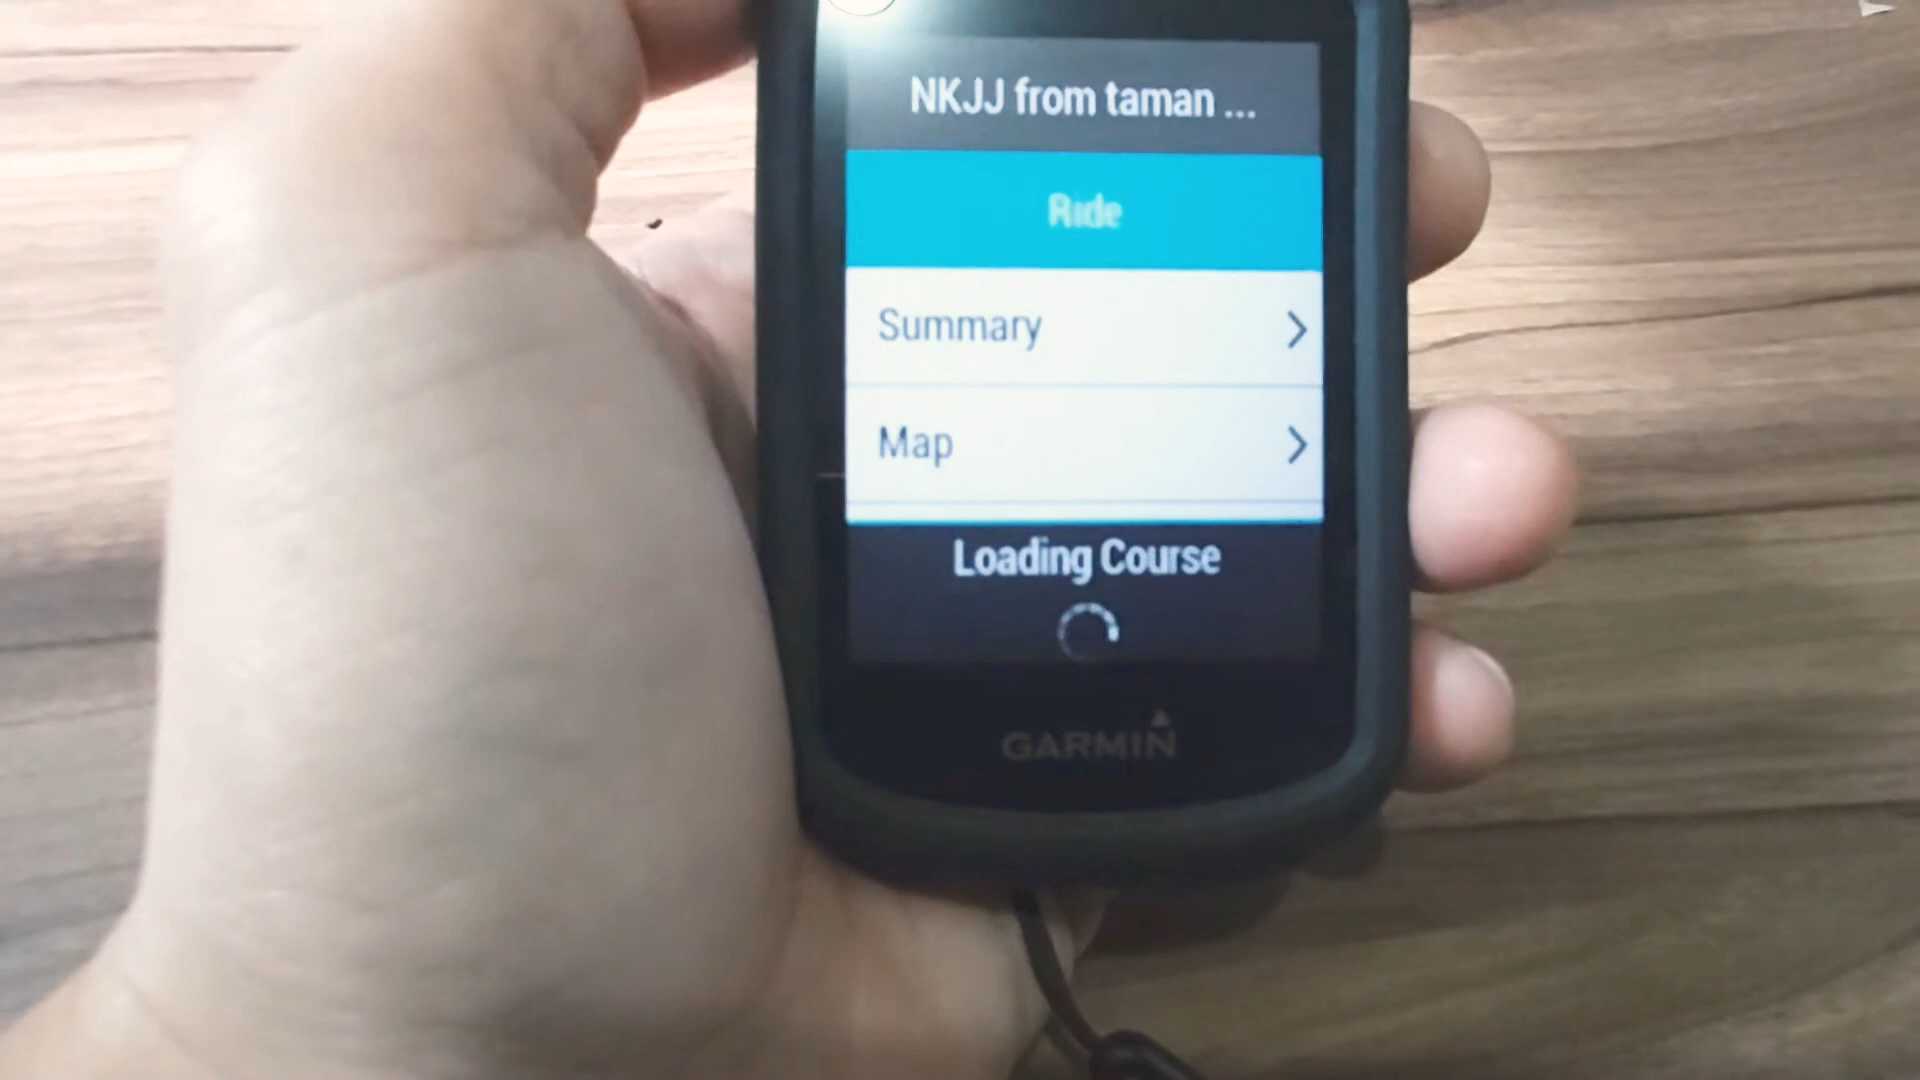 NKJJ from taman ...
Ride
Summary
Map
Loading Course
GARMIN